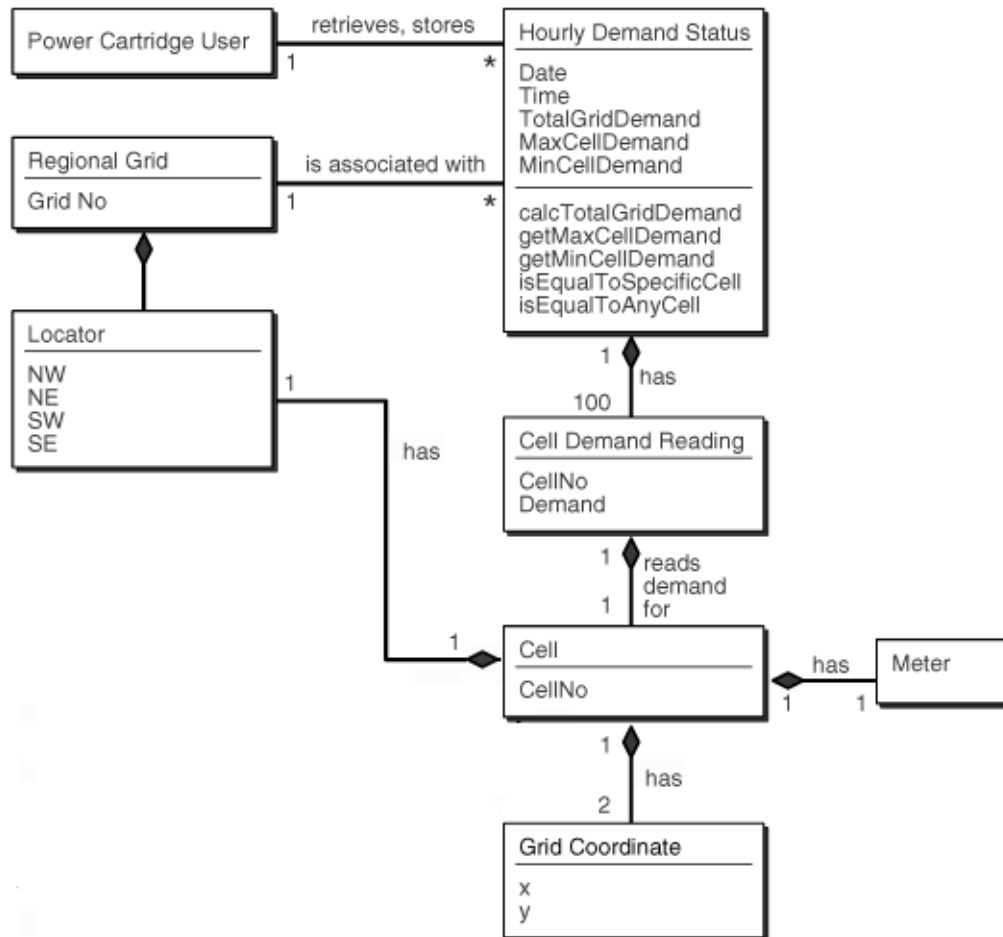 Power Cartridge User
retrieves, stores
1
*
Hourly Demand Status
Date
Time
TotalGridDemand
MaxCellDemand
MinCellDemand
calcTotalGridDemand
getMaxCellDemand
getMinCellDemand
isEqualToSpecificCell
isEqualToAnyCell
Regional Grid
Grid No
is associated with
1
*
Locator
NW
NE
SW
SE
1
has
1
1
has
100
Cell Demand Reading
CellNo
Demand
1
reads
demand
for
1
Cell
CellNo
has
1
1
Meter
1
has
2
Grid Coordinate
x
y